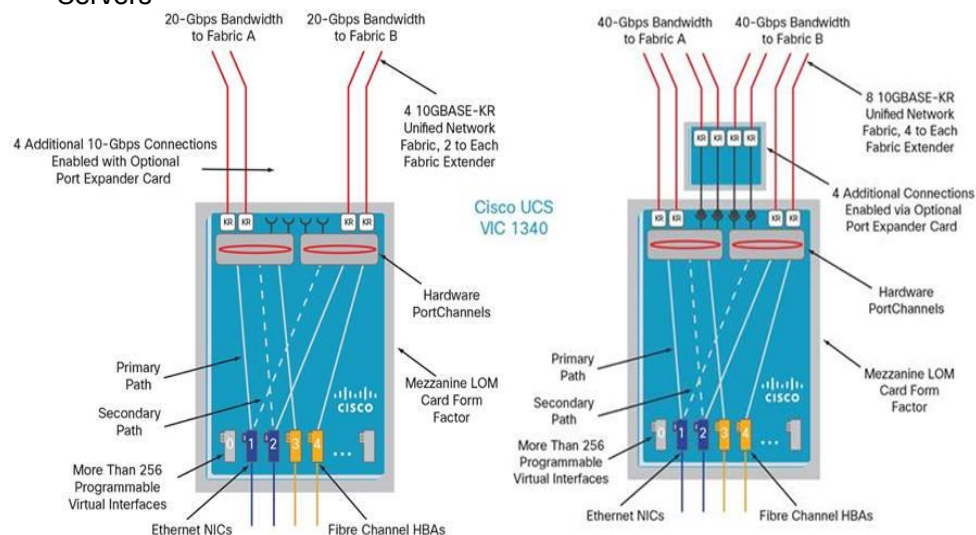 Servers
20-Gbps Bandwidth
to Fabric A
20-Gbps Bandwidth
to Fabric B
4 10GBASE-KR
Unified Network
Fabric, 2 to Each
Fabric Extender
4 Additional 10-Gbps Connections
Enabled with Optional
Port Expander Card
KR
KR
KR
KR
Hardware
PortChannels
Primary
Path
Secondary
Path
CISCO
Mezzanine LOM
Card Form
Factor
0
1
2
3
4
...
More Than 256
Programmable
Virtual Interfaces
Ethernet NICs
Fibre Channel HBAs
Cisco UCS
VIC 1340
40-Gbps Bandwidth
to Fabric A
40-Gbps Bandwidth
to Fabric B
8 10GBASE-KR
Unified Network
Fabric, 4 to Each
Fabric Extender
KR
KR
KR
KR
4 Additional Connections
Enabled via Optional
Port Expander Card
KR
KR
KR
KR
Hardware
PortChannels
Primary
Path
Secondary
Path
CISCO
Mezzanine LOM
Card Form
Factor
0
1
2
3
4
...
More Than 256
Programmable
Virtual Interfaces
Ethernet NICs
Fibre Channel HBAs